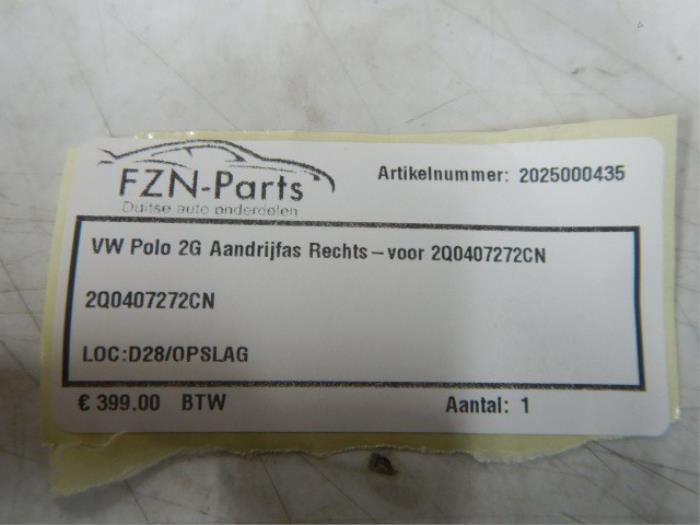 FZN-Parts
Duitse auto onderdelen
Artikelnummer: 2025000435
VW Polo 2G Aandrijfas Rechts-voor 2Q0407272CN
2Q0407272CN
LOC:D28/OPSLAG
€ 399.00 BTW
Aantal: 1